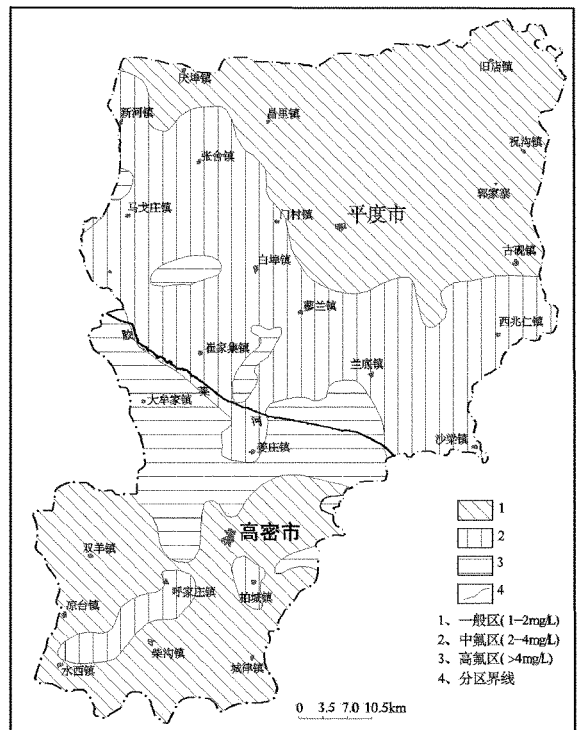 灰埠镇
旧店镇
新河镇
昌里镇
祝沟镇
张舍镇
郭家寨
马戈庄镇
门村镇
平度市
古砚镇
白埠镇
蓼兰镇
西兆仁镇
胶
崔家集镇
兰底镇
大牟家镇
莱
河
姜庄镇
沙梁镇
高密市
双羊镇
呼家庄镇
柏城镇
凉台镇
柴沟镇
水西镇
城律镇
1
2
3
4
1、一般区(1-2mg/L)
2、中氟区(2-4mg/L)
3、高氟区(>4mg/L)
4、分区界线
0 3.5 7.0 10.5km